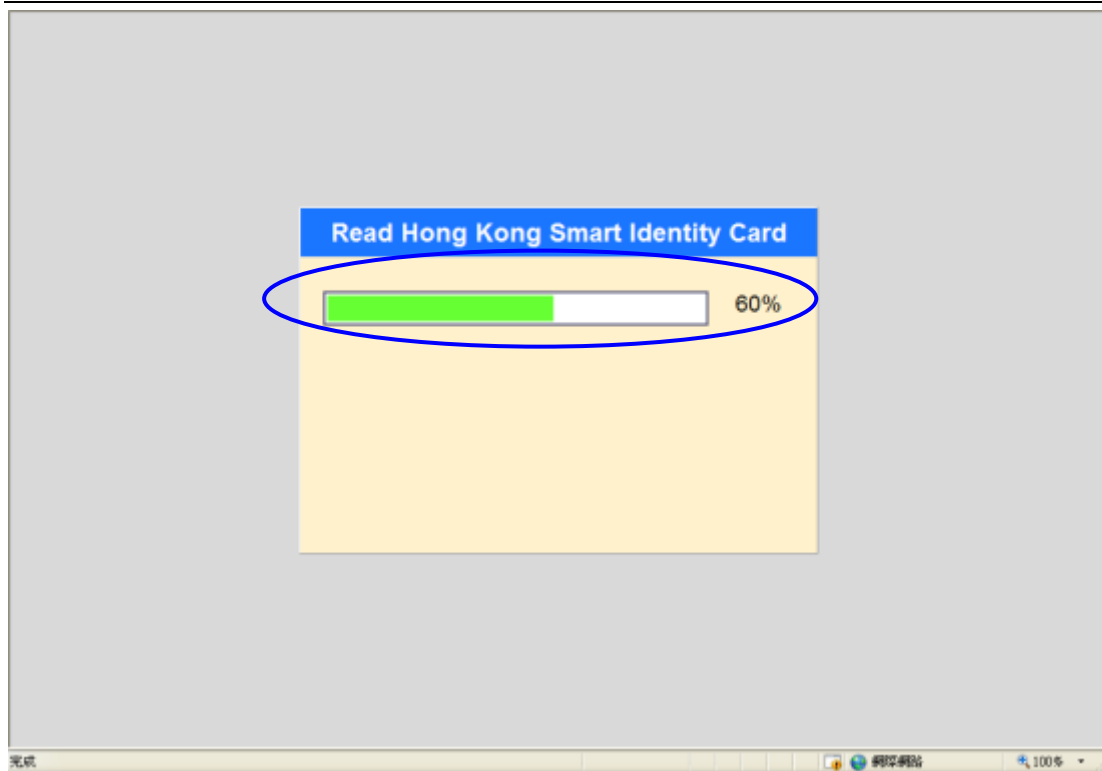 Read Hong Kong Smart Identity Card
60%
完成
網際網路
100%